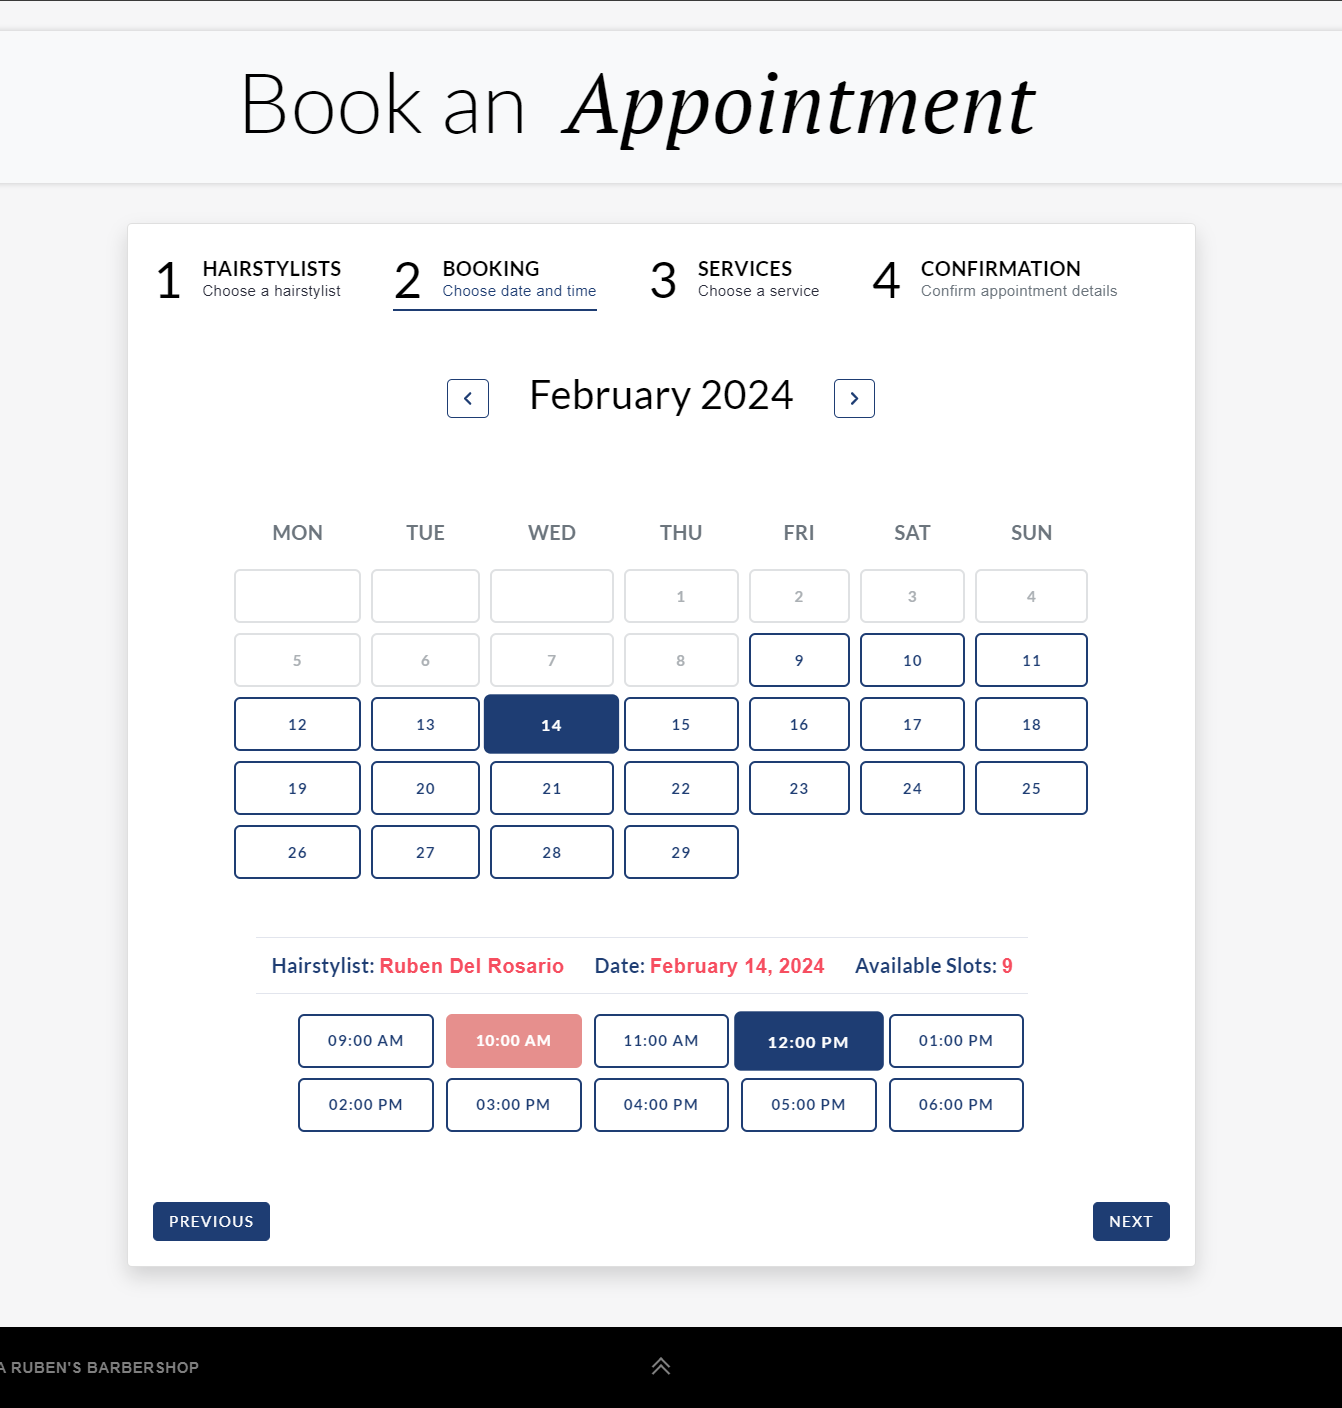 Book an Appointment
1 HAIRSTYLISTS 2 BOOKING 3 SERVICES 4 CONFIRMATION
Choose a hairstylist Choose date and time Choose a service Confirm appointment details
February 2024
MON TUE WED THU FRI SAT SUN
1 2 3 4
5 6 7 8 9 10 11
12 13 14 15 16 17 18
19 20 21 22 23 24 25
26 27 28 29
Hairstylist: Ruben Del Rosario Date: February 14, 2024 Available Slots: 9
09:00 AM 10:00 AM 11:00 AM 12:00 PM 01:00 PM
02:00 PM 03:00 PM 04:00 PM 05:00 PM 06:00 PM
PREVIOUS NEXT
A RUBEN'S BARBERSHOP